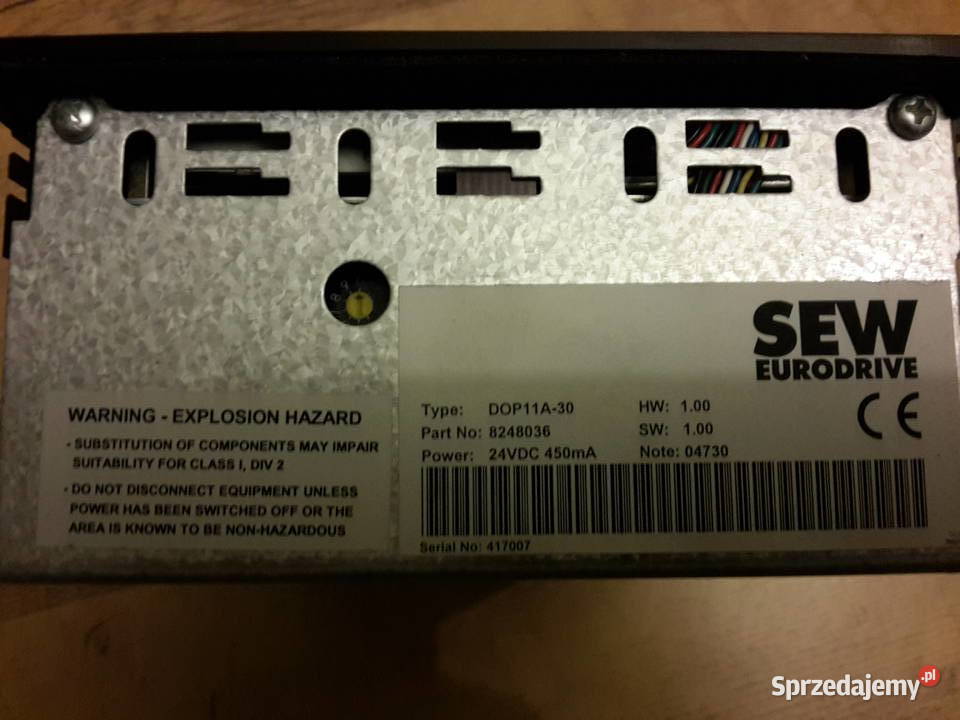 SEW
EURODRIVE
WARNING - EXPLOSION HAZARD
- SUBSTITUTION OF COMPONENTS MAY IMPAIR
SUITABILITY FOR CLASS I, DIV 2
- DO NOT DISCONNECT EQUIPMENT UNLESS
POWER HAS BEEN SWITCHED OFF OR THE
AREA IS KNOWN TO BE NON-HAZARDOUS
Type: DOP11A-30 HW: 1.00
Part No: 8248036 SW: 1.00
Power: 24VDC 450mA Note: 04730
CE
Serial No: 417007
Sprzedajemy.pl